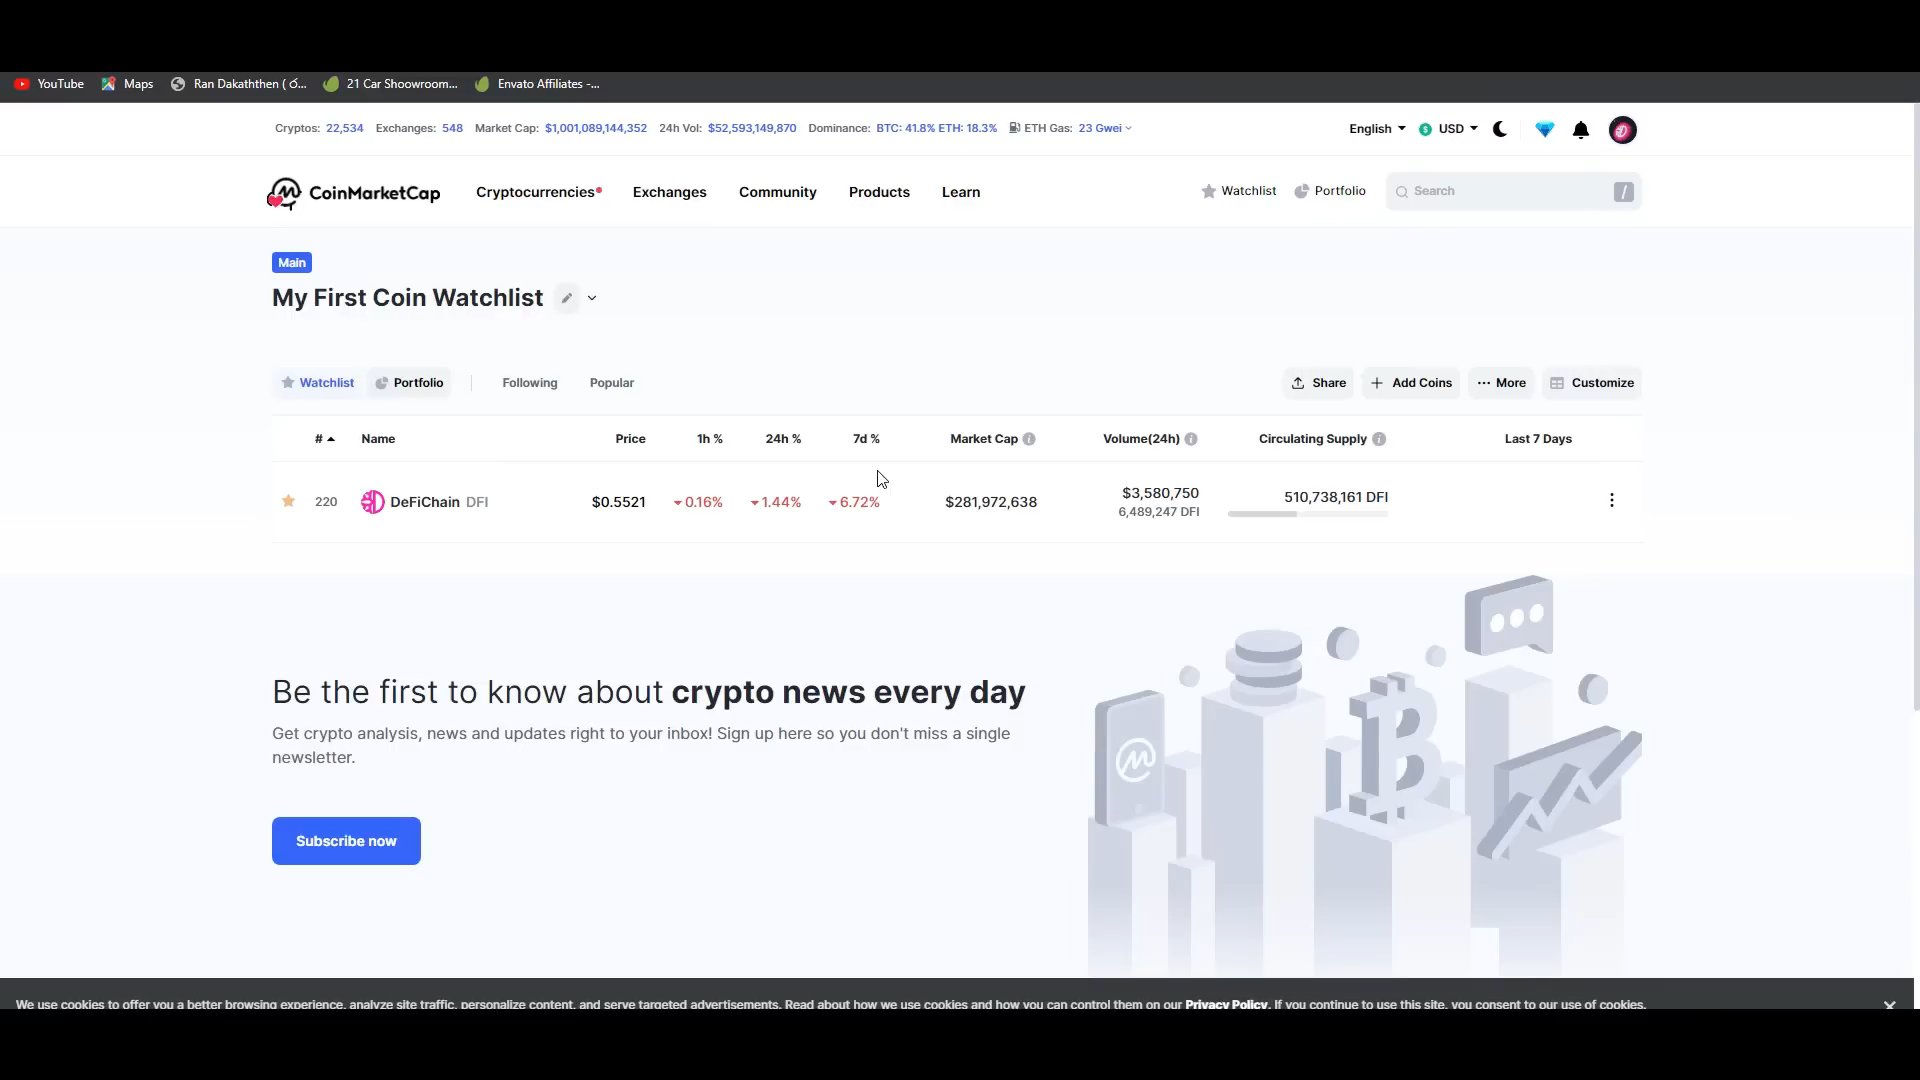 YouTube Maps Ran Dakaththen ( ර්... 21 Car Shoowroom... Envato Affiliates -...
Cryptos: 22,534 Exchanges: 548 Market Cap: $1,001,089,144,352 24h Vol: $52,593,149,870 Dominance: BTC: 41.8% ETH: 18.3% ETH Gas: 23 Gwei English USD
CoinMarketCap Cryptocurrencies Exchanges Community Products Learn Watchlist Portfolio Search /
Main
My First Coin Watchlist
Watchlist Portfolio Following Popular Share + Add Coins More Customize
# Name Price 1h % 24h % 7d % Market Cap Volume(24h) Circulating Supply Last 7 Days
220 DeFiChain DFI $0.5521 0.16% 1.44% 6.72% $281,972,638 $3,580,750 510,738,161 DFI
6,489,247 DFI
Be the first to know about crypto news every day
Get crypto analysis, news and updates right to your inbox! Sign up here so you don't miss a single
newsletter.
Subscribe now
We use cookies to offer you a better browsing experience, analyze site traffic, personalize content, and serve targeted advertisements. Read about how we use cookies and how you can control them on our Privacy Policy. If you continue to use this site, you consent to our use of cookies.